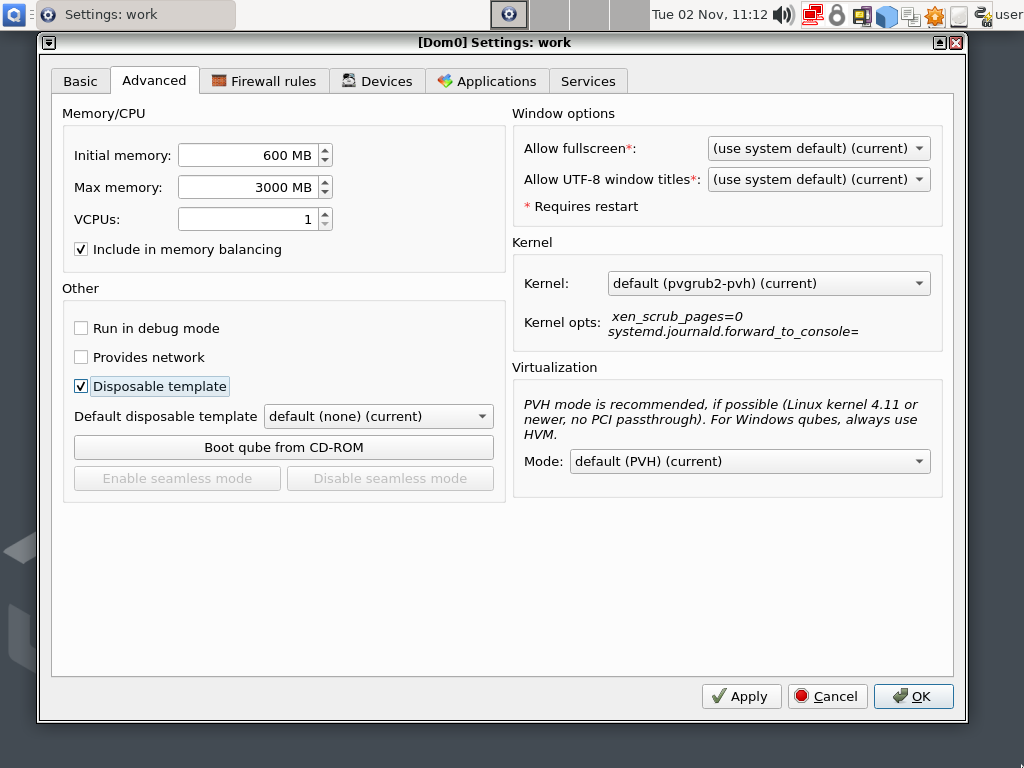 Settings: work
Tue 02 Nov, 11:12
user
[Dom0] Settings: work
Basic
Advanced
Firewall rules
Devices
Applications
Services
Memory/CPU
Initial memory:
600 MB
Max memory:
3000 MB
VCPUs:
1
Include in memory balancing
Other
Run in debug mode
Provides network
Disposable template
Default disposable template
default (none) (current)
Boot qube from CD-ROM
Enable seamless mode
Disable seamless mode
Window options
Allow fullscreen*:
(use system default) (current)
Allow UTF-8 window titles*:
(use system default) (current)
* Requires restart
Kernel
Kernel:
default (pvgrub2-pvh) (current)
Kernel opts:
xen_scrub_pages=0
systemd.journald.forward_to_console=
Virtualization
PVH mode is recommended, if possible (Linux kernel 4.11 or
newer, no PCI passthrough). For Windows qubes, always use
HVM.
Mode:
default (PVH) (current)
Apply
Cancel
OK